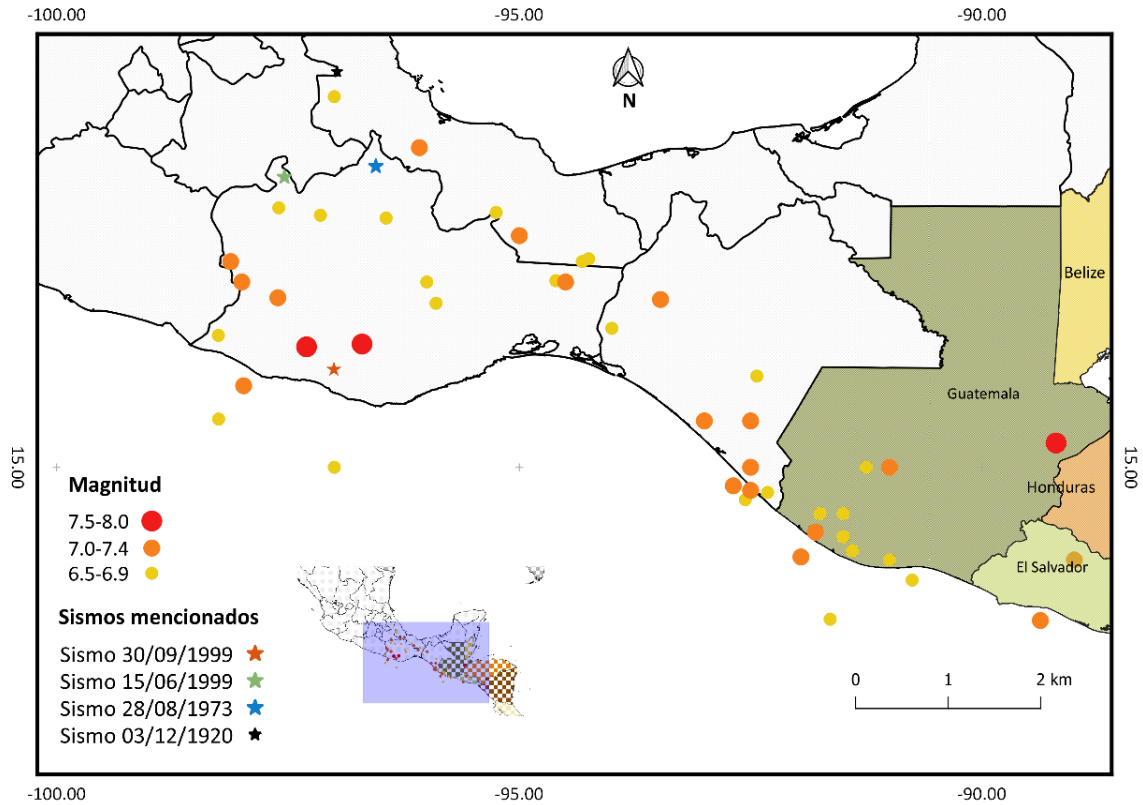 -100.00 -95.00 -90.00
N
Belize
Guatemala
15.00 15.00
Honduras
El Salvador
Magnitud
7.5-8.0
7.0-7.4
6.5-6.9
Sismos mencionados
Sismo 30/09/1999
Sismo 15/06/1999
Sismo 28/08/1973
Sismo 03/12/1920
0 1 2 km
-100.00 -95.00 -90.00